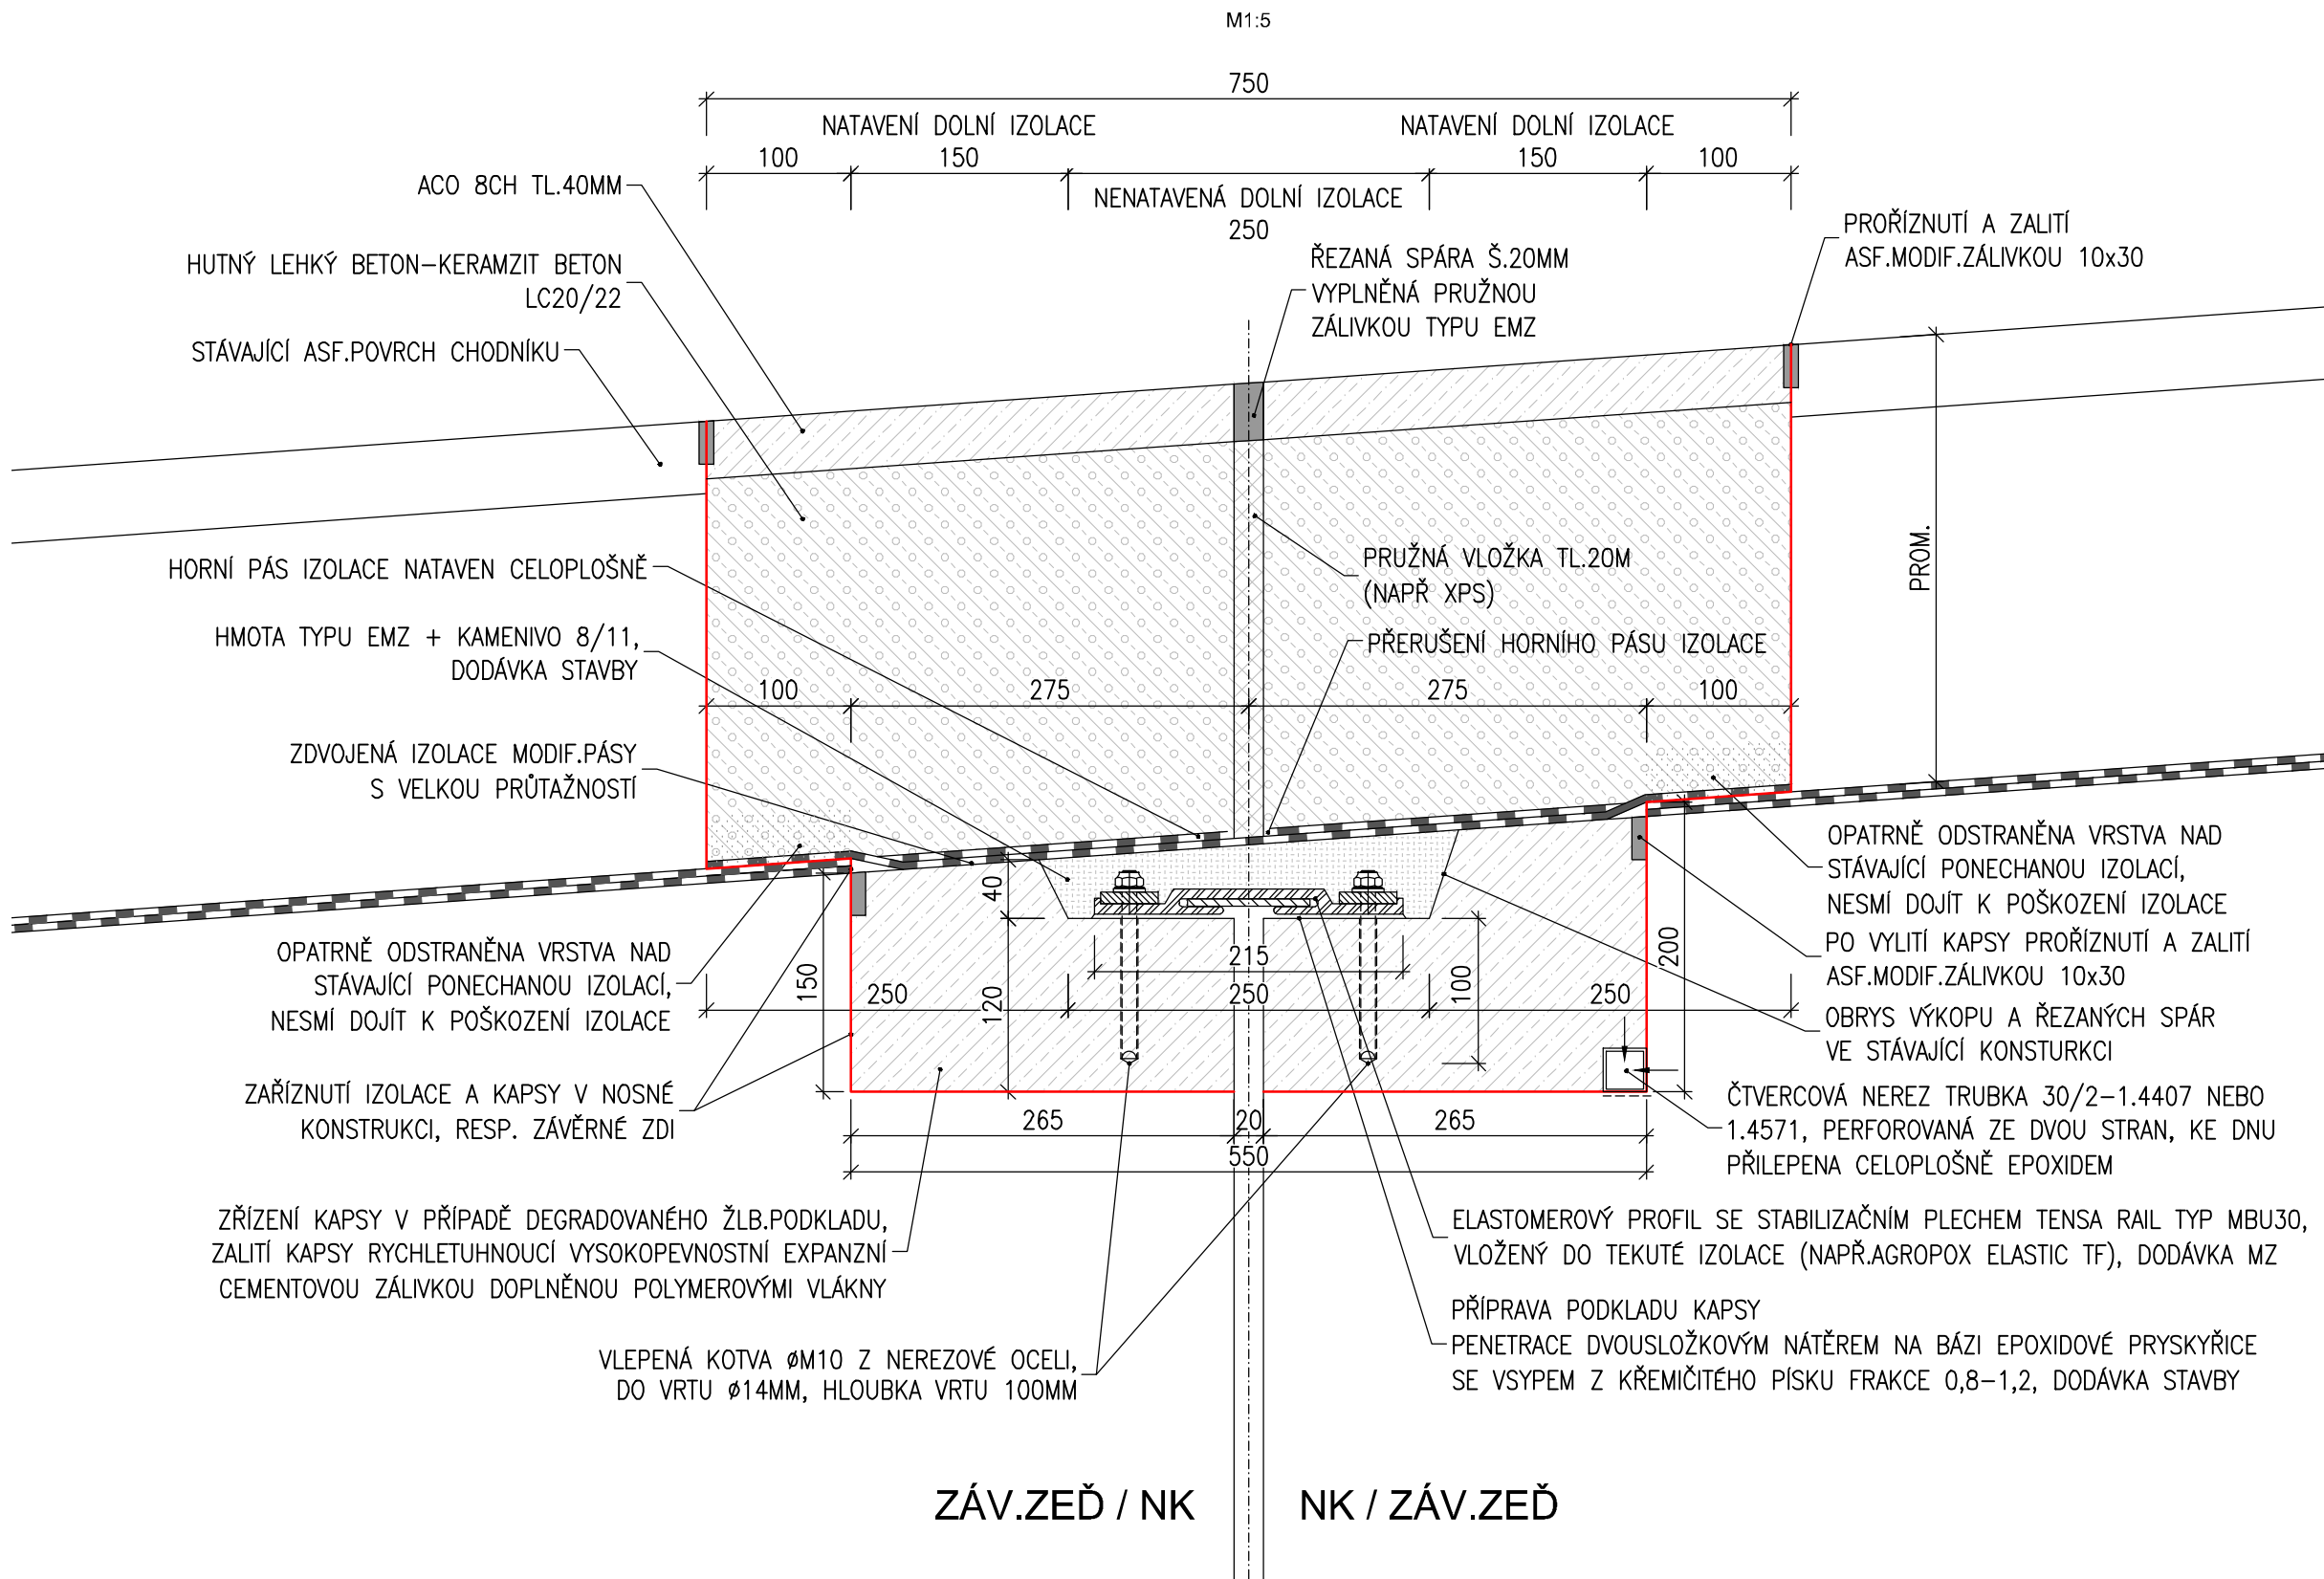 M1:5
750
NATAVENÍ DOLNÍ IZOLACE
NATAVENÍ DOLNÍ IZOLACE
100
150
150
100
NENATAVENÁ DOLNÍ IZOLACE
250
ACO 8CH TL.40MM
HUTNÝ LEHKÝ BETON-KERAMZIT BETON
LC20/22
STÁVAJÍCÍ ASF.POVRCH CHODNÍKU
ŘEZANÁ SPÁRA Š.20MM
VYPLNĚNÁ PRUŽNOU
ZÁLIVKOU TYPU EMZ
PROŘÍZNUTÍ A ZALITÍ
ASF.MODIF.ZÁLIVKOU 10x30
HORNÍ PÁS IZOLACE NATAVEN CELOPLOŠNĚ
HMOTA TYPU EMZ + KAMENIVO 8/11,
DODÁVKA STAVBY
ZDVOJENÁ IZOLACE MODIF.PÁSY
S VELKOU PRŮTAŽNOSTÍ
PRUŽNÁ VLOŽKA TL.20M
(NAPŘ XPS)
PŘERUŠENÍ HORNÍHO PÁSU IZOLACE
PROM.
100
275
275
100
OPATRNĚ ODSTRANĚNA VRSTVA NAD
STÁVAJÍCÍ PONECHANOU IZOLACÍ,
NESMÍ DOJÍT K POŠKOZENÍ IZOLACE
ZAŘÍZNUTÍ IZOLACE A KAPSY V NOSNÉ
KONSTRUKCI, RESP. ZÁVĚRNÉ ZDI
40
150
120
250
215
250
100
250
200
OPATRNĚ ODSTRANĚNA VRSTVA NAD
STÁVAJÍCÍ PONECHANOU IZOLACÍ,
NESMÍ DOJÍT K POŠKOZENÍ IZOLACE
PO VYLITÍ KAPSY PROŘÍZNUTÍ A ZALITÍ
ASF.MODIF.ZÁLIVKOU 10x30
OBRYS VÝKOPU A ŘEZANÝCH SPÁR
VE STÁVAJÍCÍ KONSTURKCI
ČTVERCOVÁ NEREZ TRUBKA 30/2-1.4407 NEBO
1.4571, PERFOROVANÁ ZE DVOU STRAN, KE DNU
PŘILEPENA CELOPLOŠNĚ EPOXIDEM
265
20
265
550
ZŘÍZENÍ KAPSY V PŘÍPADĚ DEGRADOVANÉHO ŽLB.PODKLADU,
ZALITÍ KAPSY RYCHLETUHNOUCÍ VYSOKOPEVNOSTNÍ EXPANZNÍ
CEMENTOVOU ZÁLIVKOU DOPLNĚNOU POLYMEROVÝMI VLÁKNY
ELASTOMEROVÝ PROFIL SE STABILIZAČNÍM PLECHEM TENSA RAIL TYP MBU30,
VLOŽENÝ DO TEKUTÉ IZOLACE (NAPŘ.AGROPOX ELASTIC TF), DODÁVKA MZ
PŘÍPRAVA PODKLADU KAPSY
PENETRACE DVOUSLOŽKOVÝM NÁTĚREM NA BÁZI EPOXIDOVÉ PRYSKYŘICE
SE VSYPEM Z KŘEMIČITÉHO PÍSKU FRAKCE 0,8-1,2, DODÁVKA STAVBY
VLEPENÁ KOTVA øM10 Z NEREZOVÉ OCELI,
DO VRTU ø14MM, HLOUBKA VRTU 100MM
ZÁV.ZEĎ / NK
NK / ZÁV.ZEĎ